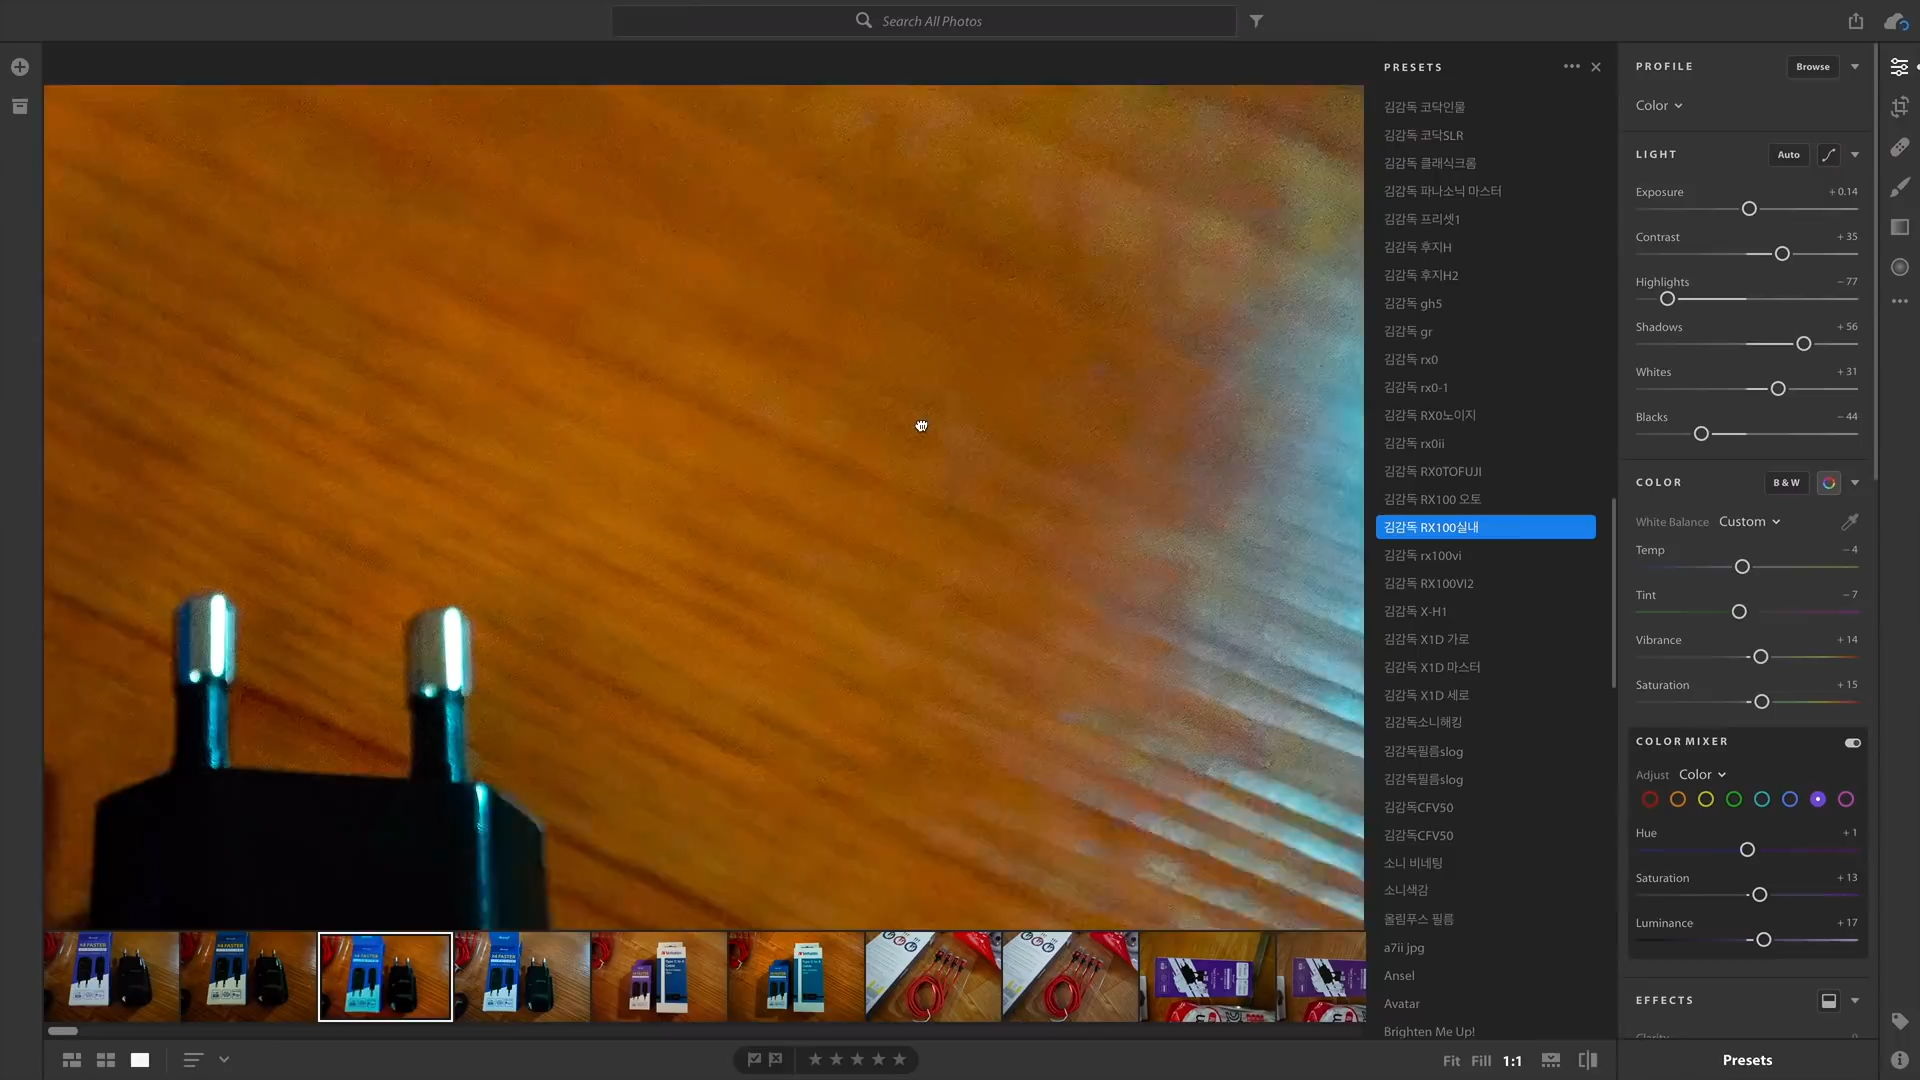 Search All Photos
PRESETS
김감독 코닥인물
김감독 코닥SLR
김감독 클래식크롬
김감독 파나소닉 마스터
김감독 프리셋1
김감독 후지H
김감독 후지H2
김감독 gh5
김감독 gr
김감독 rx0
김감독 rx0-1
김감독 RX0노이지
김감독 rx0ii
김감독 RX0TOFUJI
김감독 RX100 오토
김감독 RX100실내
김감독 rx100vi
김감독 RX100VI2
김감독 X-H1
김감독 X1D 가로
김감독 X1D 마스터
김감독 X1D 세로
김감독소니해킹
김감독필름slog
김감독필름slog
김감독CFV50
김감독CFV50
소니 비네팅
소니색감
올림푸스 필름
a7ii jpg
Ansel
Avatar
Brighten Me Up!
PROFILE Browse
Color
LIGHT Auto
Exposure + 0.14
Contrast + 35
Highlights – 77
Shadows + 56
Whites + 31
Blacks – 44
COLOR B & W
White Balance Custom
Temp – 4
Tint – 7
Vibrance + 14
Saturation + 15
COLOR MIXER
Adjust Color
Hue + 1
Saturation + 13
Luminance + 17
EFFECTS
Clarity 0
Fit Fill 1:1
Presets